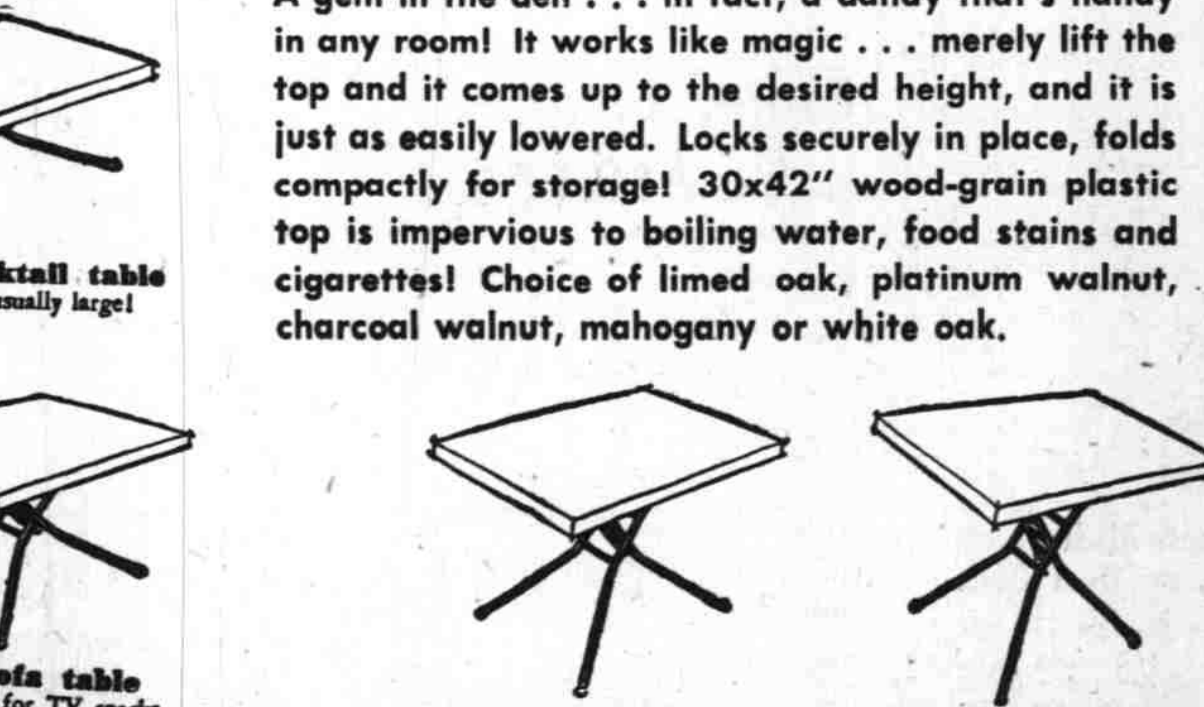 in any room! It works like magic . . . merely lift the
top and it comes up to the desired height, and it is
just as easily lowered. Locks securely in place, folds
compactly for storage! 30x42" wood-grain plastic
top is impervious to boiling water, food stains and
cigarettes! Choice of limed oak, platinum walnut,
charcoal walnut, mahogany or white oak.
table
large!
table
for TV